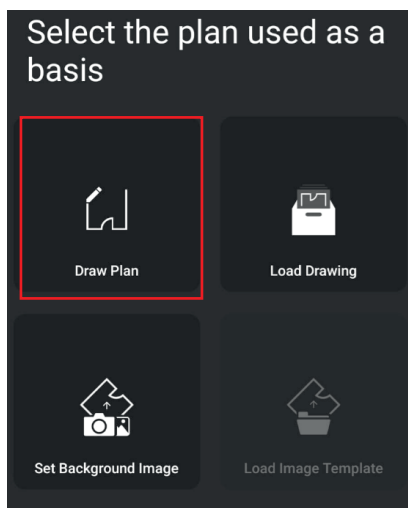 Select the plan used as a
basis
Draw Plan
Load Drawing
Set Background Image
Load Image Template